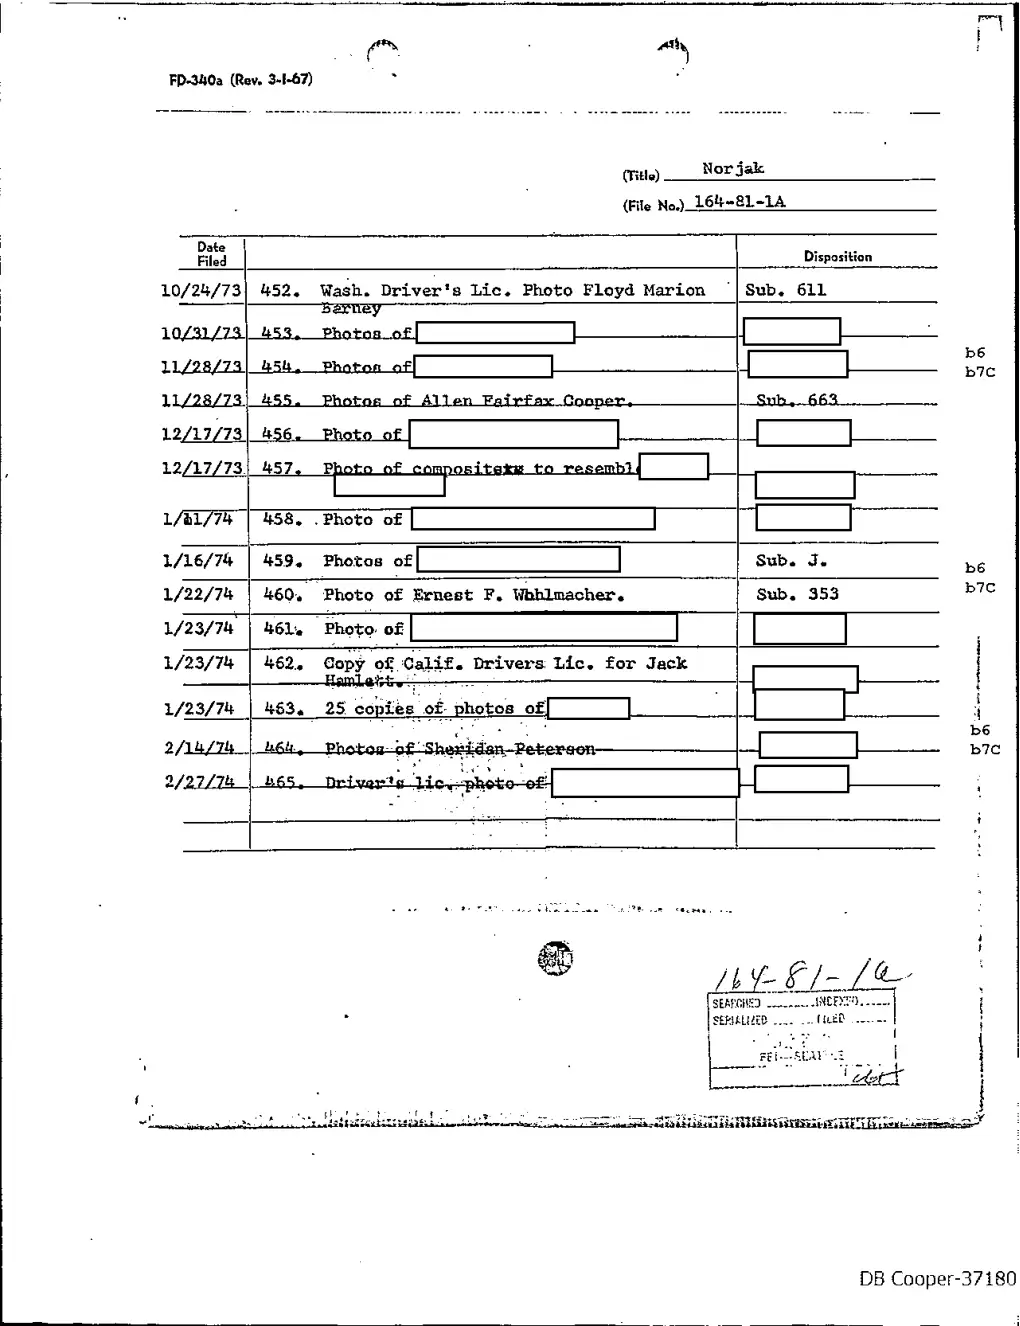 FD-340a (Rev. 3-1-67)
(Title) Norjak
(File No.) 164-81-1A
Date Filed Disposition
10/24/73 452. Wash. Driver's Lic. Photo Floyd Marion Sub. 611
Barney
10/31/73 453. Photos of
11/28/73 454. Photos of
b6
b7C
11/28/73 455. Photos of Allen Fairfax Cooper. Sub. 663
12/17/73 456. Photo of
12/17/73 457. Photo of composites to resembl
1/11/74 458. Photo of
1/16/74 459. Photos of Sub. J.
b6
b7C
1/22/74 460. Photo of Ernest F. Wbhlmacher. Sub. 353
1/23/74 461. Photo of
1/23/74 462. Copy of Calif. Drivers Lic. for Jack
Hamlett.
1/23/74 463. 25 copies of photos of
b6
b7C
2/14/74 464. Photos of Sheridan Peterson
2/27/74 465. Driver's lic. photo of
164-81-1a
SEARCHED INDEXED
SERIALIZED FILED
FBI-SEATTLE
DB Cooper-37180